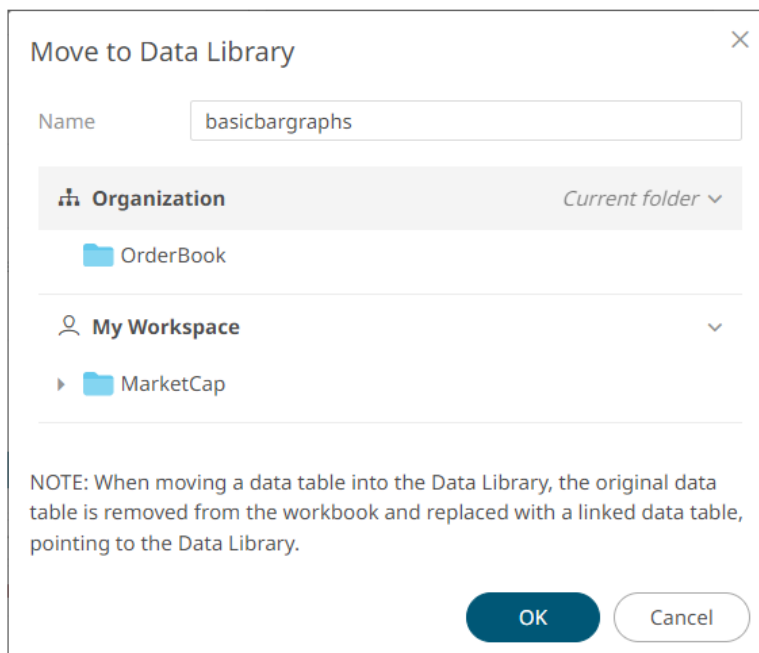 Move to Data Library
Name
basicbargraphs
Organization
Current folder
OrderBook
My Workspace
MarketCap
NOTE: When moving a data table into the Data Library, the original data
table is removed from the workbook and replaced with a linked data table,
pointing to the Data Library.
OK
Cancel